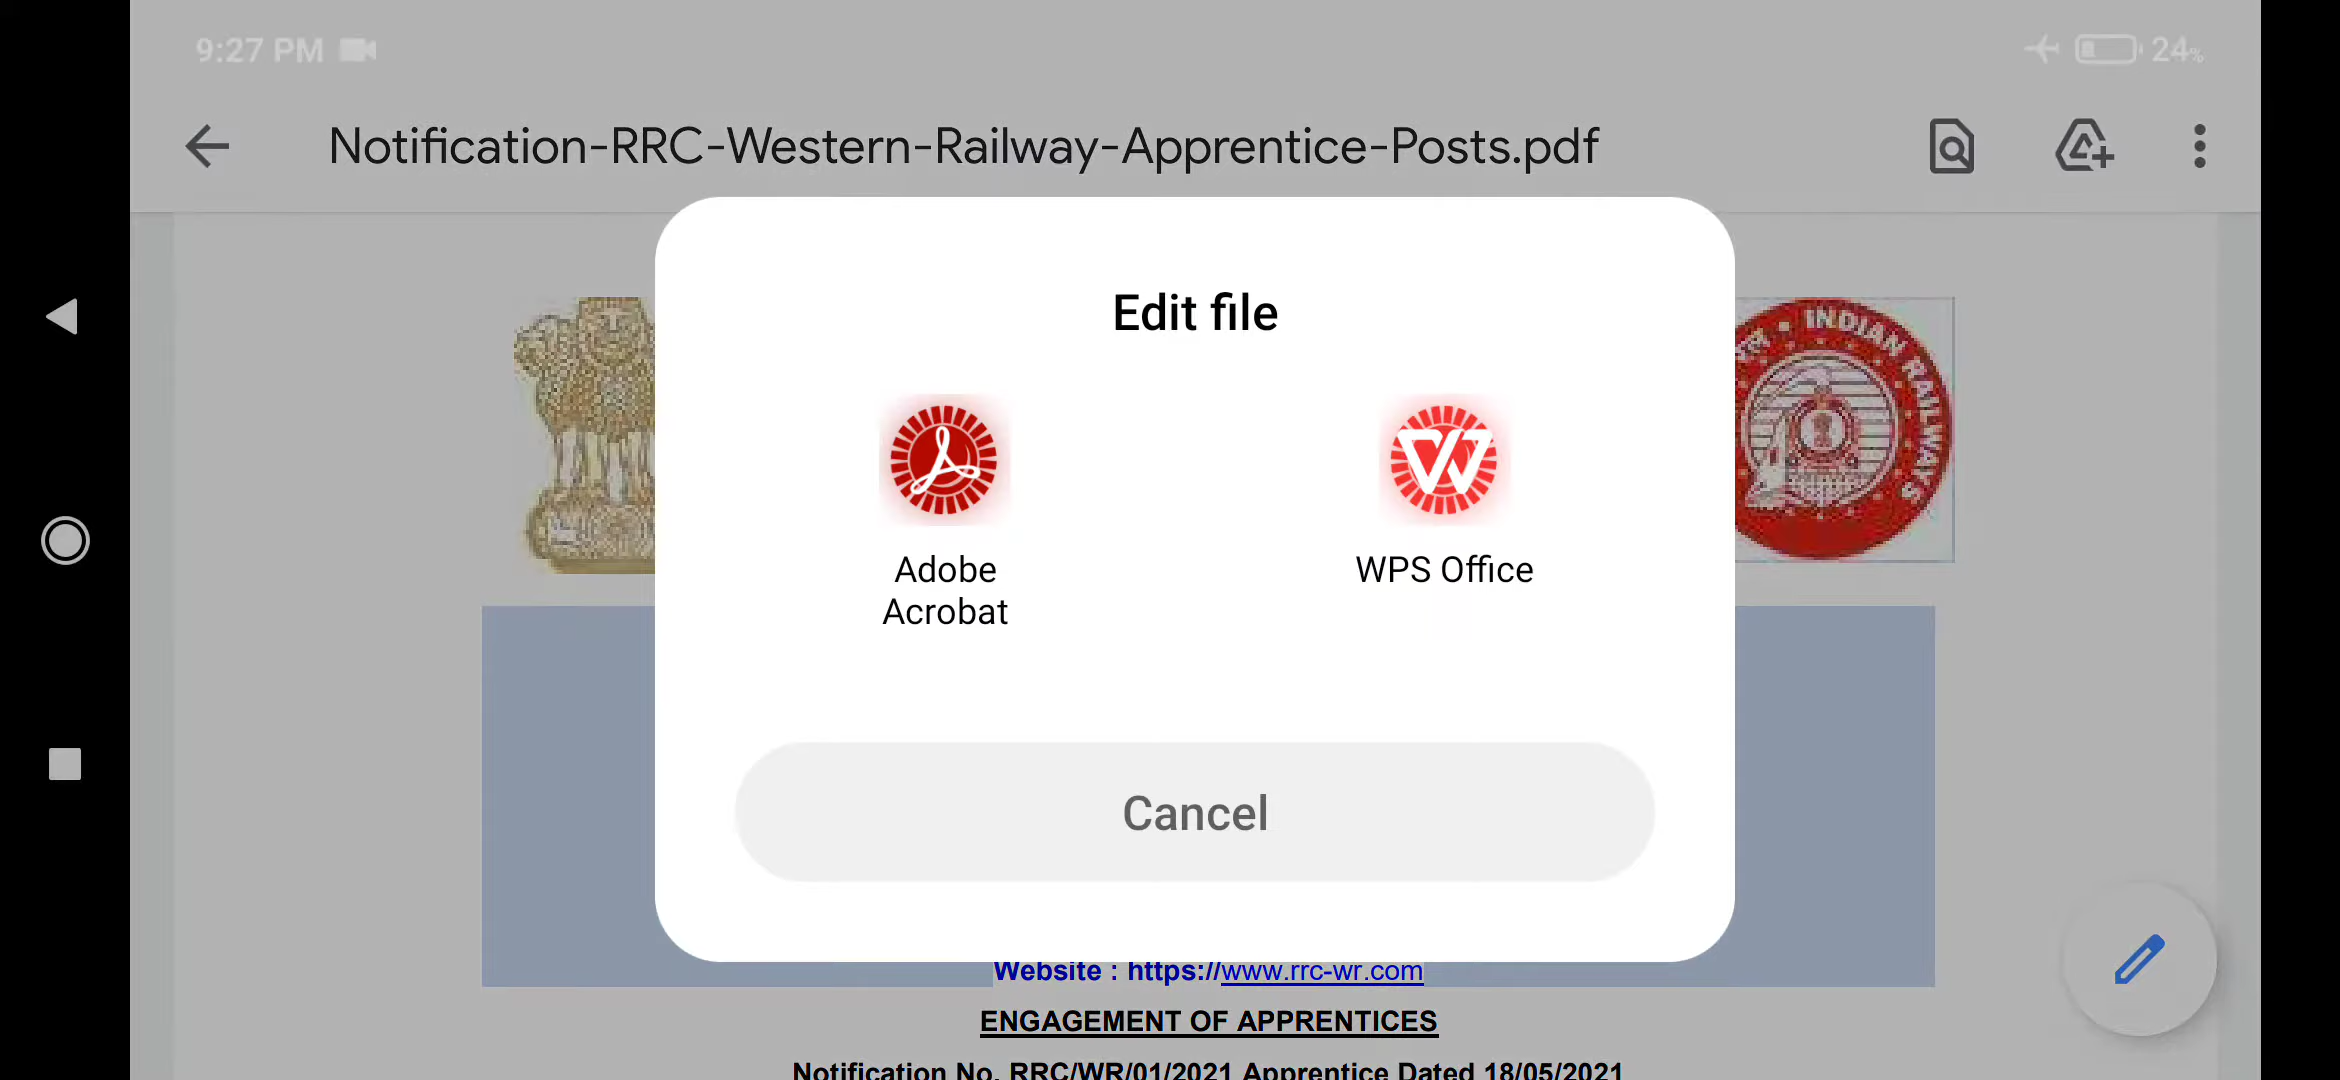 9:27 PM
24%
Notification-RRC-Western-Railway-Apprentice-Posts.pdf
Edit file
INDIAN RAILWAYS
Adobe
Acrobat
WPS Office
Cancel
Website : https://www.rrc-wr.com
ENGAGEMENT OF APPRENTICES
Notification No. RRC/WR/01/2021 Apprentice Dated 18/05/2021